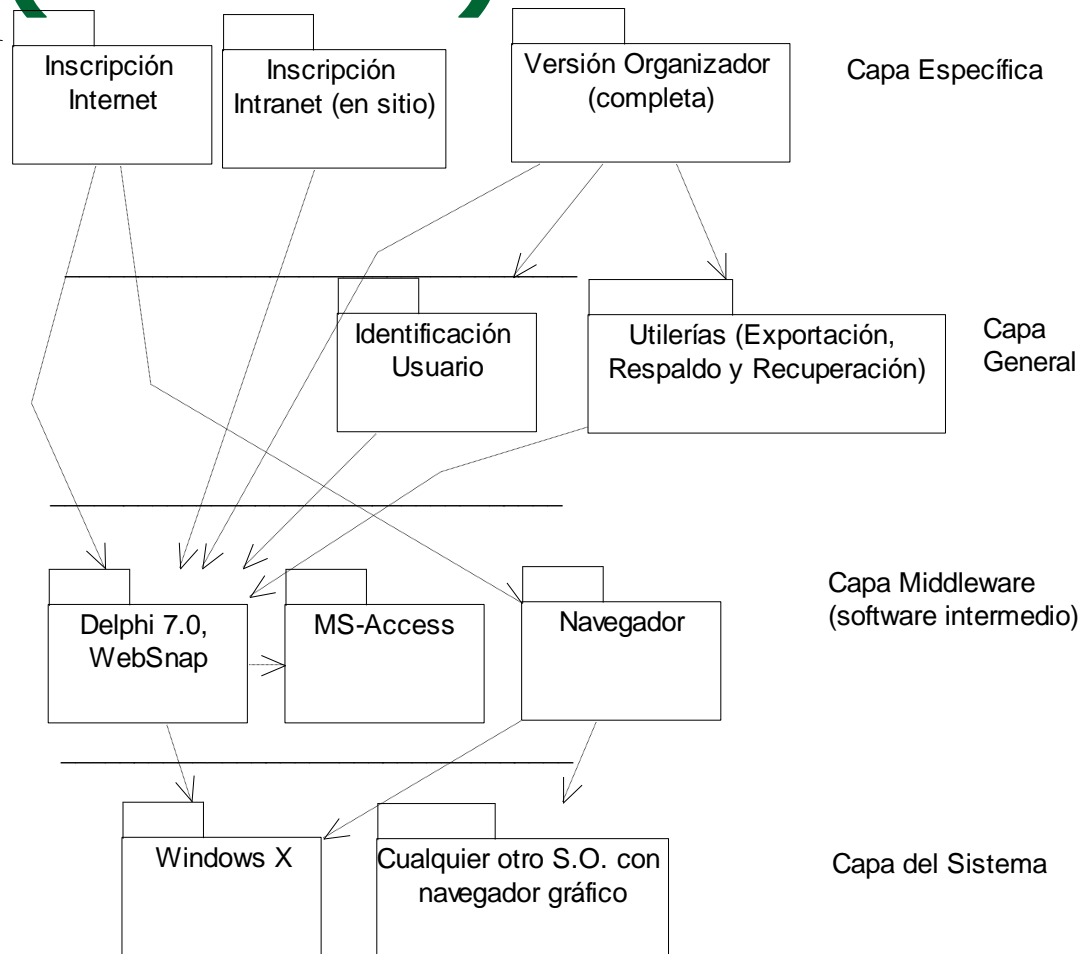 Inscripción
Internet
Inscripción
Intranet (en sitio)
Versión Organizador
(completa)
Capa Específica
Identificación
Usuario
Utilerías (Exportación,
Respaldo y Recuperación)
Capa
General
Delphi 7.0,
WebSnap
MS-Access
Navegador
Capa Middleware
(software intermedio)
Windows X
Cualquier otro S.O. con
navegador gráfico
Capa del Sistema